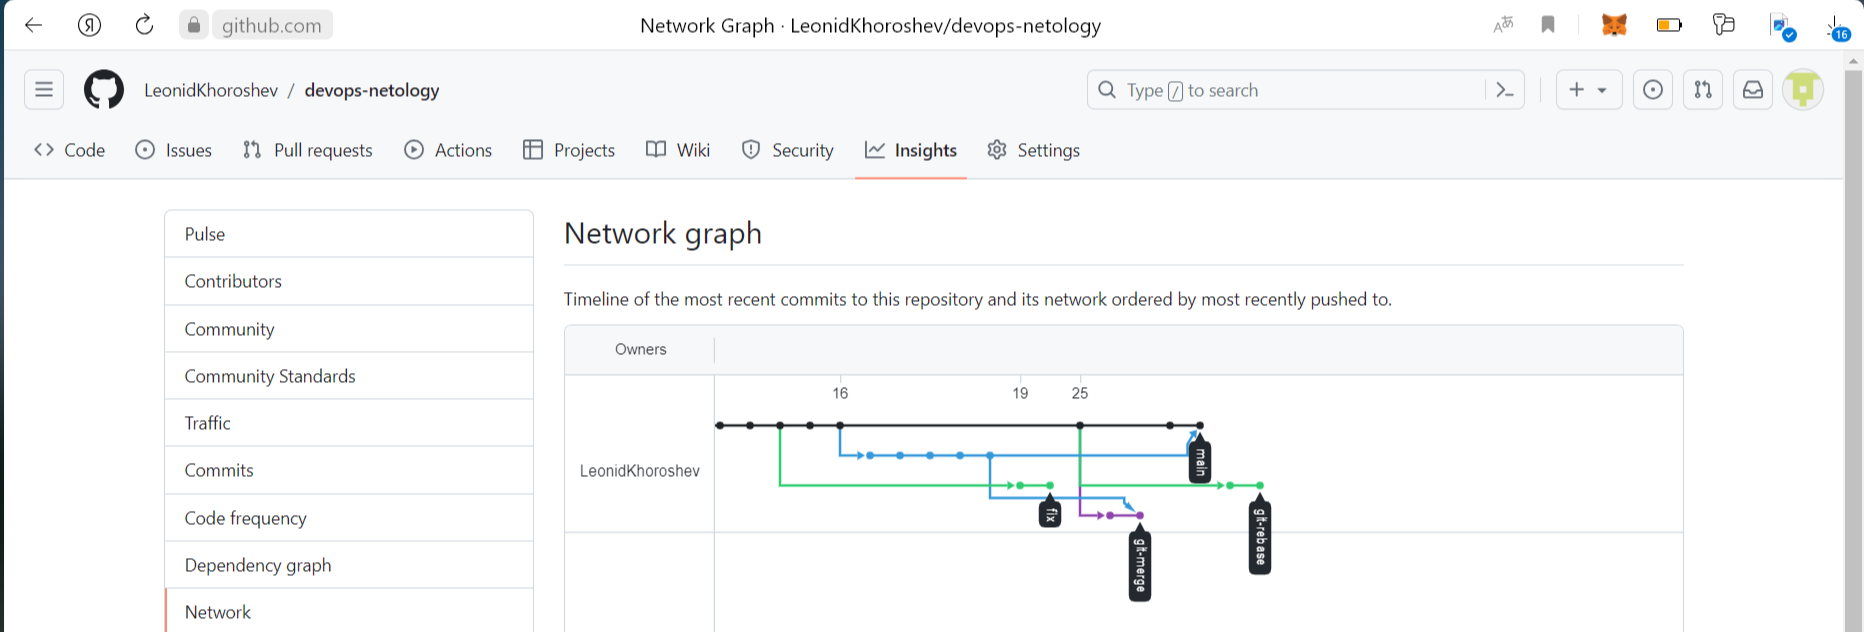 Я
github.com
Network Graph · LeonidKhoroshev/devops-netology
Aあ
16
LeonidKhoroshev / devops-netology
Type / to search
Code
Issues
Pull requests
Actions
Projects
Wiki
Security
Insights
Settings
Pulse
Contributors
Community
Community Standards
Traffic
Commits
Code frequency
Dependency graph
Network
Network graph
Timeline of the most recent commits to this repository and its network ordered by most recently pushed to.
Owners
16 19 25
LeonidKhoroshev
main
fix
git-merge
git-rebase